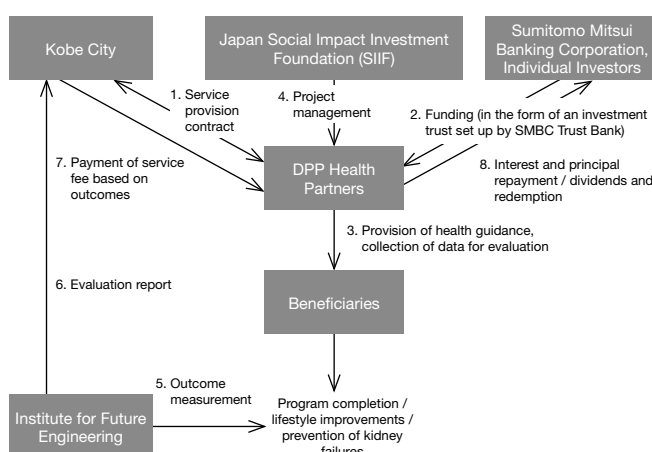 Kobe City
Japan Social Impact Investment
Foundation (SIIF)
Sumitomo Mitsui
Banking Corporation,
Individual Investors
1. Service
provision
contract
4. Project
management
2. Funding (in the form of an investment
trust set up by SMBC Trust Bank)
7. Payment of service
fee based on
outcomes
DPP Health
Partners
8. Interest and principal
repayment / dividends and
redemption
3. Provision of health guidance,
collection of data for evaluation
6. Evaluation report
Beneficiaries
5. Outcome
measurement
Institute for Future
Engineering
Program completion /
lifestyle improvements /
prevention of kidney
failures